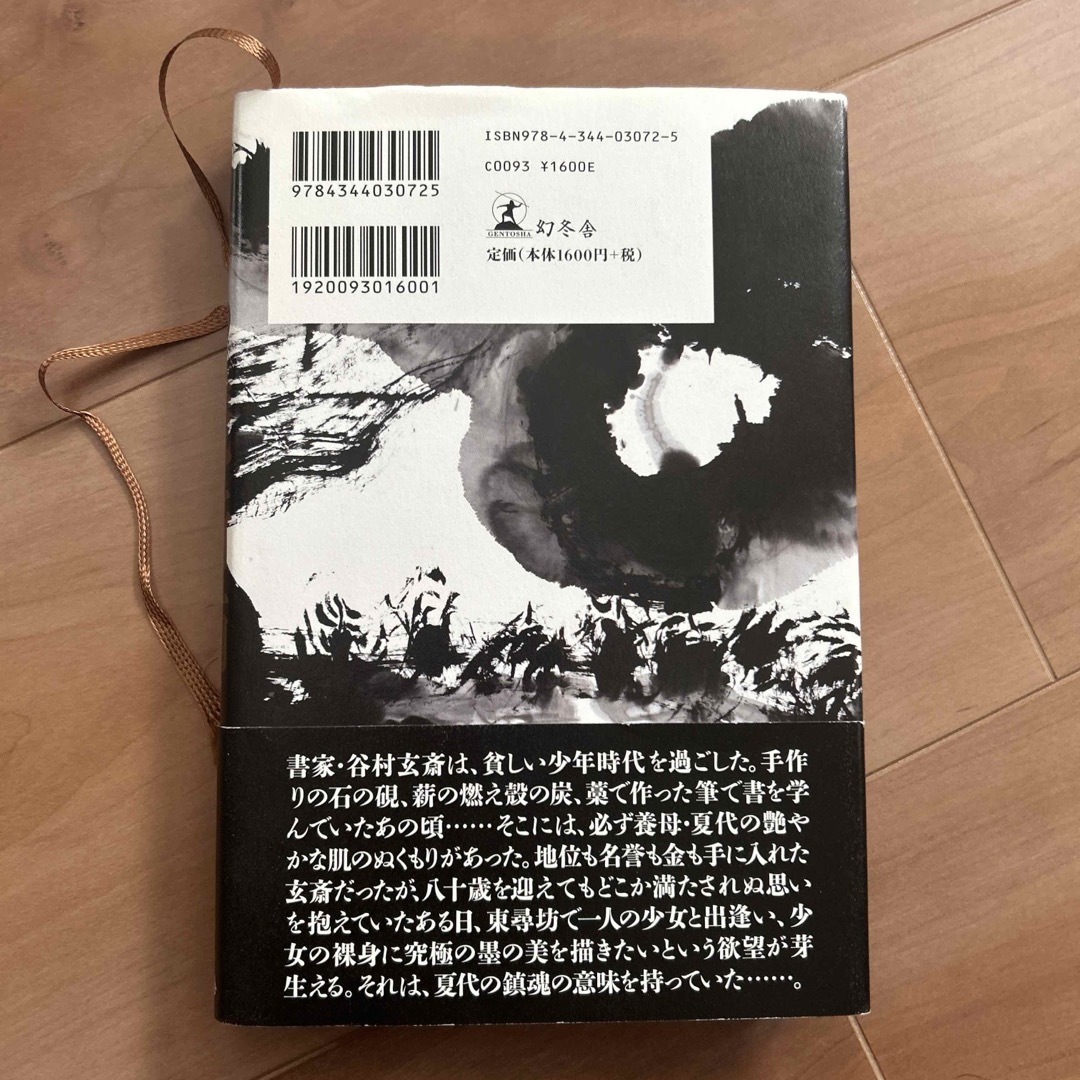 ISBN978-4-344-03072-5
C0093 ¥1600E
9784344030725
GENTOSHA
幻冬舎
定価(本体1600円+税)
1920093016001
書家・谷村玄斎は、貧しい少年時代を過ごした。手作
りの石の硯、薪の燃え殻の炭、藁で作った筆で書を学
んでいたあの頃……そこには、必ず養母・夏代の艶や
かな肌のぬくもりがあった。地位も名誉も金も手に入れた
玄斎だったが、八十歳を迎えてもどこか満たされぬ思い
を抱えていたある日、東尋坊で一人の少女と出逢い、少
女の裸身に究極の墨の美を描きたいという欲望が芽
生える。それは、夏代の鎮魂の意味を持っていた……。